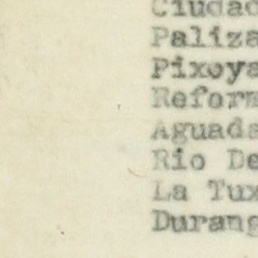 Ciudad
Paliza
Pixoya
Reform
Aguada
Rio De
La Tux
Durang